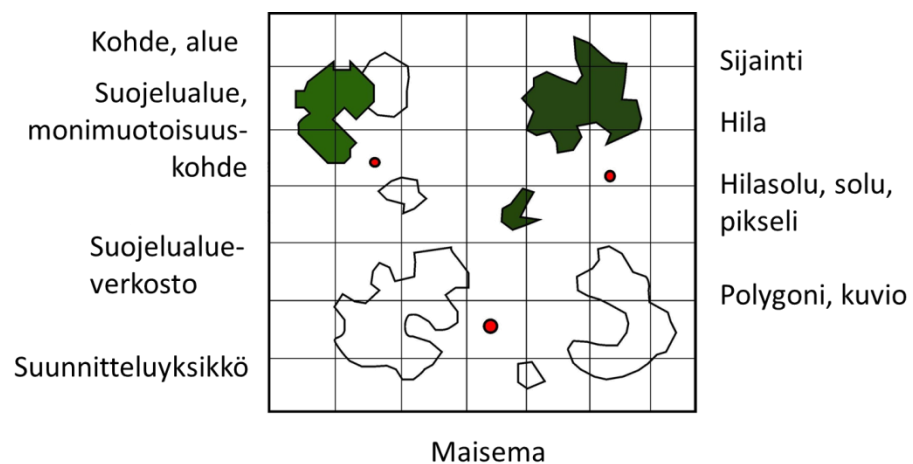 Kohde, alue
Suojelualue,
monimuotoisuus-
kohde
Suojelualue-
verkosto
Suunnitteluyksikkö
Sijainti
Hila
Hilasolu, solu,
pikseli
Polygoni, kuvio
Maisema